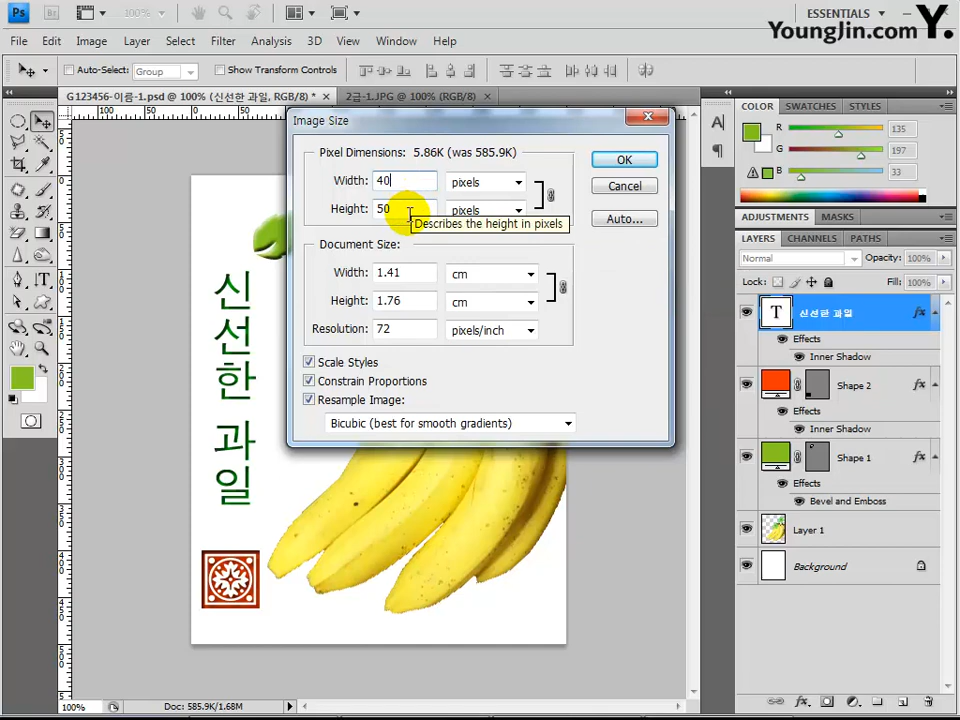 Ps
Br
100%
ESSENTIALS
YoungJin.com Y.
File Edit Image Layer Select Filter Analysis 3D View Window Help
Auto-Select: Group Show Transform Controls
G123456-이름-1.psd @ 100% (신선한 과일, RGB/8) *
2급-1.JPG @ 100% (RGB/8)
Image Size
Pixel Dimensions: 5.86K (was 585.9K)
Width: 40 pixels
Height: 50 pixels
Describes the height in pixels
Document Size:
Width: 1.41 cm
Height: 1.76 cm
Resolution: 72 pixels/inch
Scale Styles
Constrain Proportions
Resample Image:
Bicubic (best for smooth gradients)
OK
Cancel
Auto...
신선한 과일
COLOR SWATCHES STYLES
R 135
G 197
B 33
ADJUSTMENTS MASKS
LAYERS CHANNELS PATHS
Normal Opacity: 100%
Lock: Fill: 100%
T 신선한 과일 fx
Effects
Inner Shadow
Shape 2 fx
Effects
Inner Shadow
Shape 1 fx
Effects
Bevel and Emboss
Layer 1
Background
100% Doc: 585.9K/1.68M